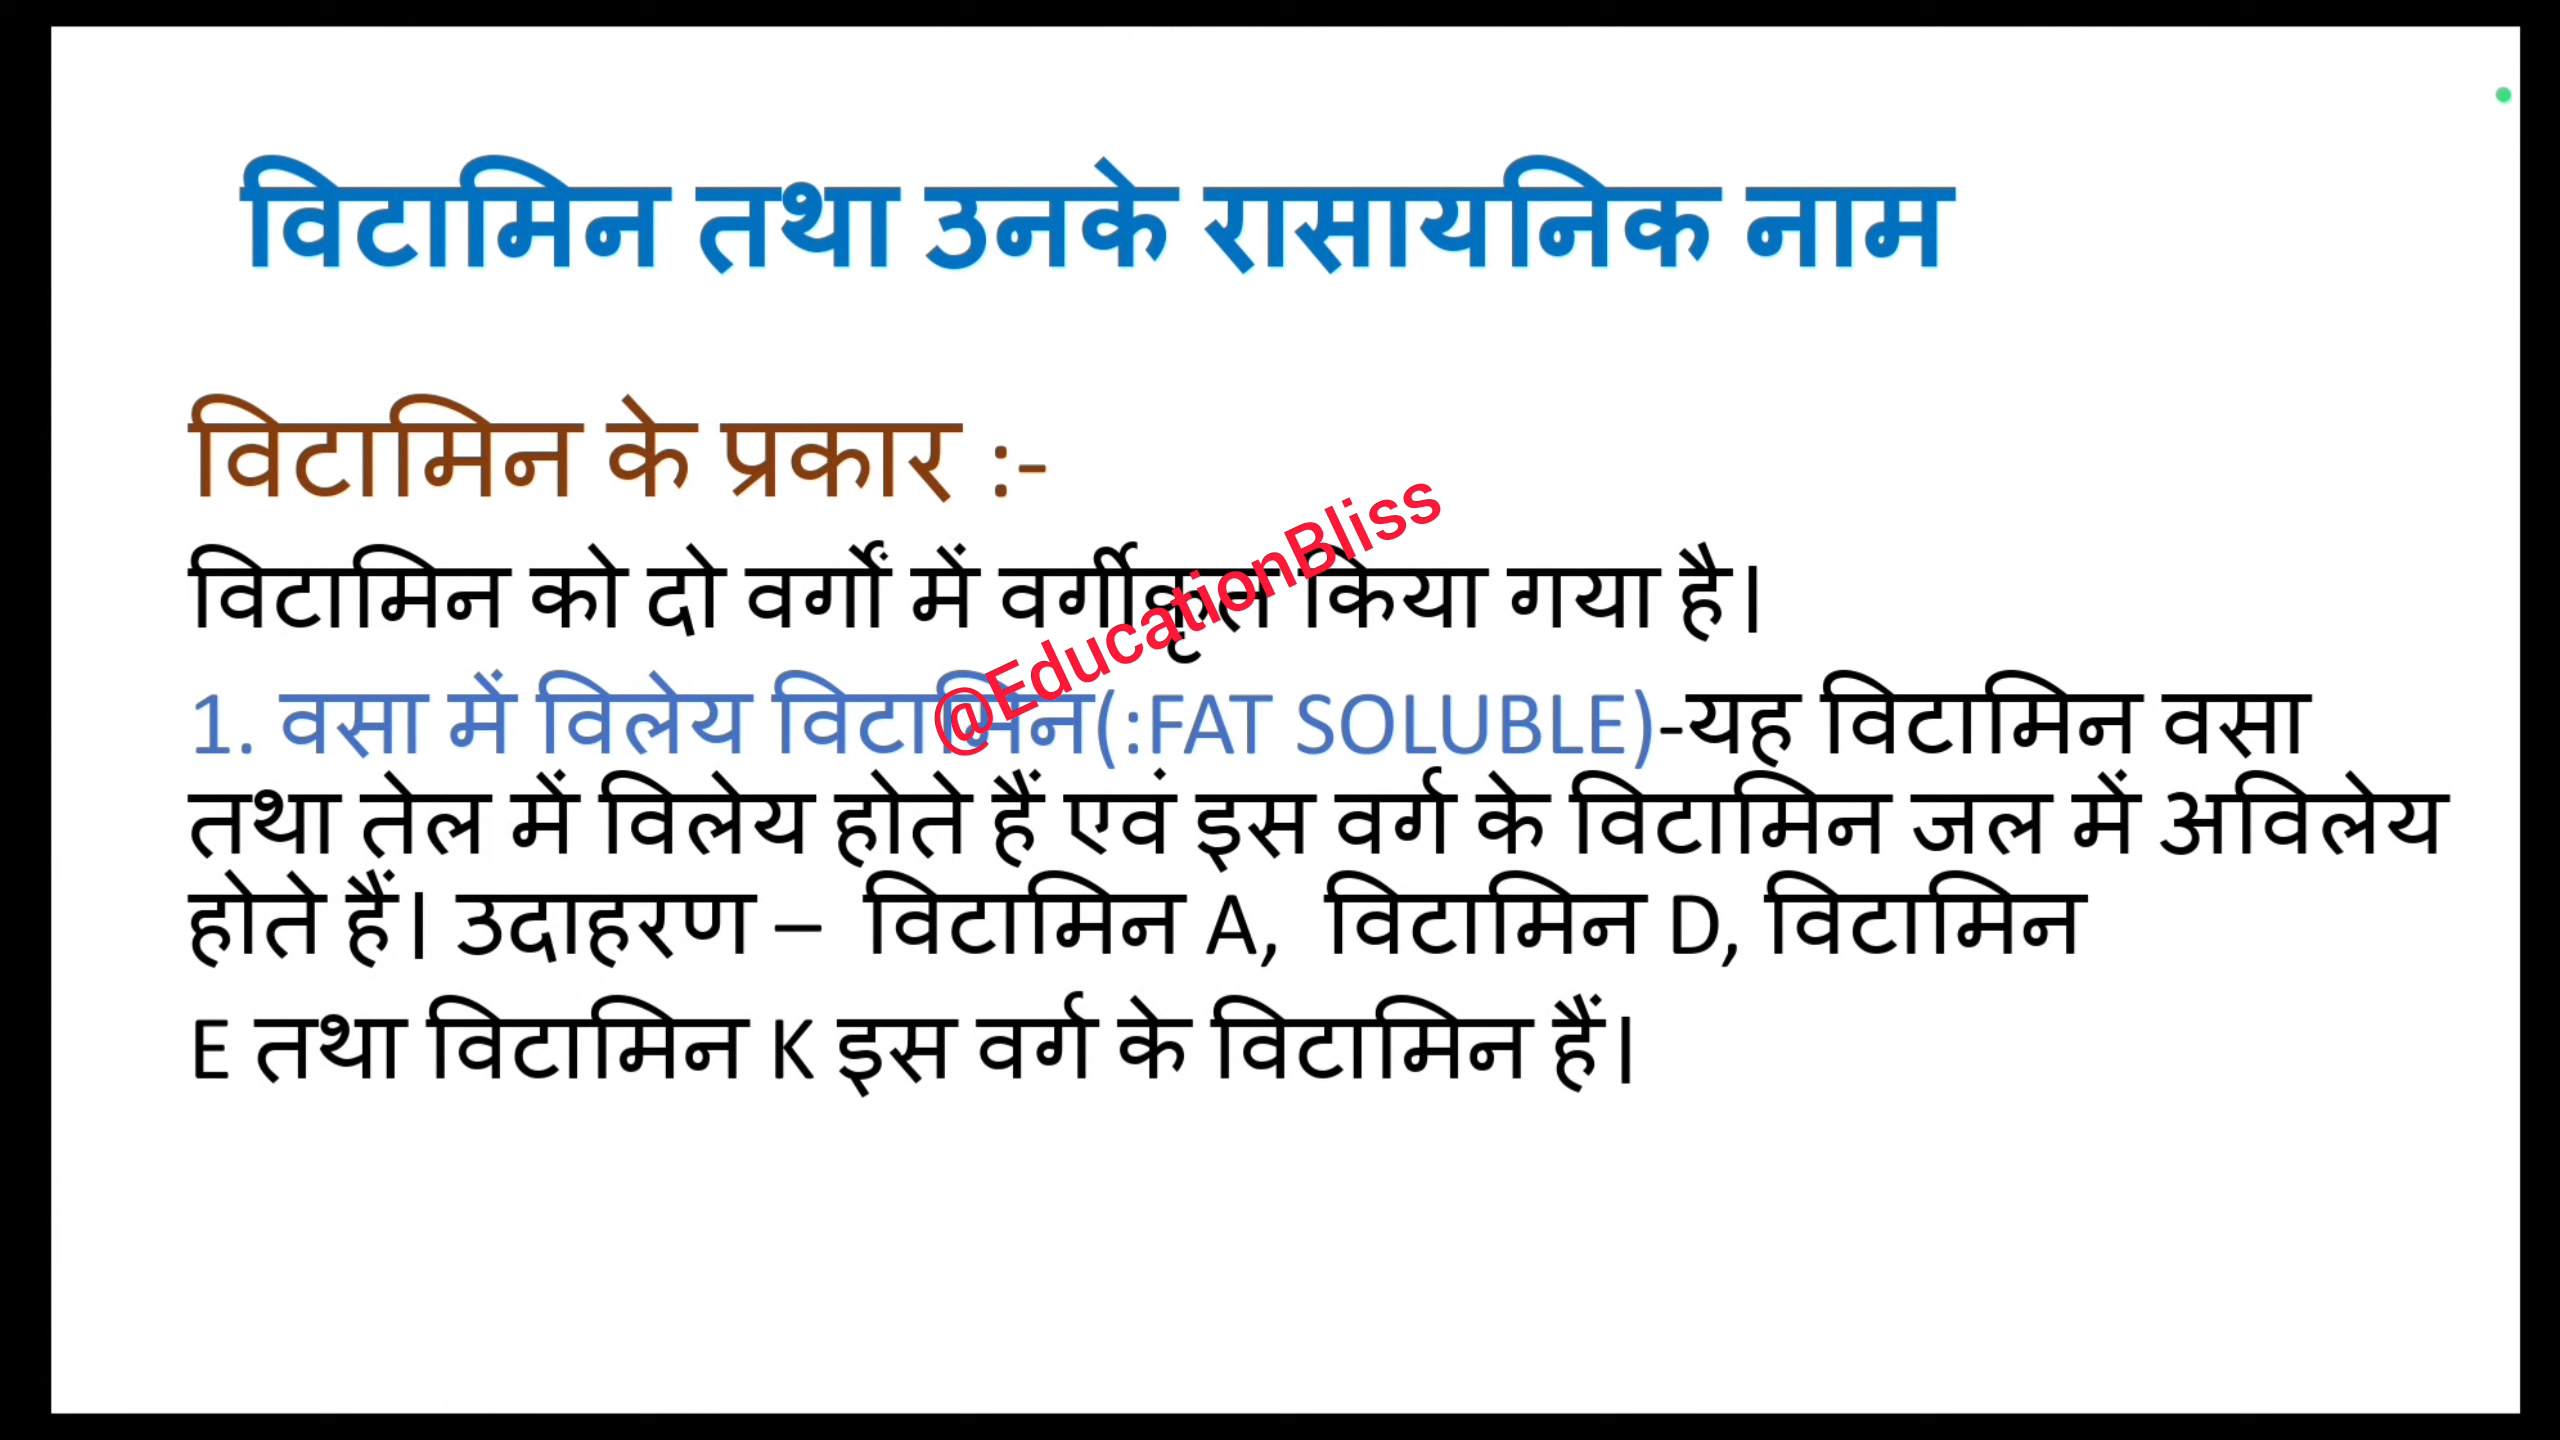 विटामिन तथा उनके रासायनिक नाम
विटामिन के प्रकार :-
विटामिन को दो वर्गों में वर्गीकृत किया गया है।
@EducationBliss
1. वसा में विलेय विटामिन(:FAT SOLUBLE)-यह विटामिन वसा
तथा तेल में विलेय होते हैं एवं इस वर्ग के विटामिन जल में अविलेय
होते हैं। उदाहरण – विटामिन A, विटामिन D, विटामिन
E तथा विटामिन K इस वर्ग के विटामिन हैं।